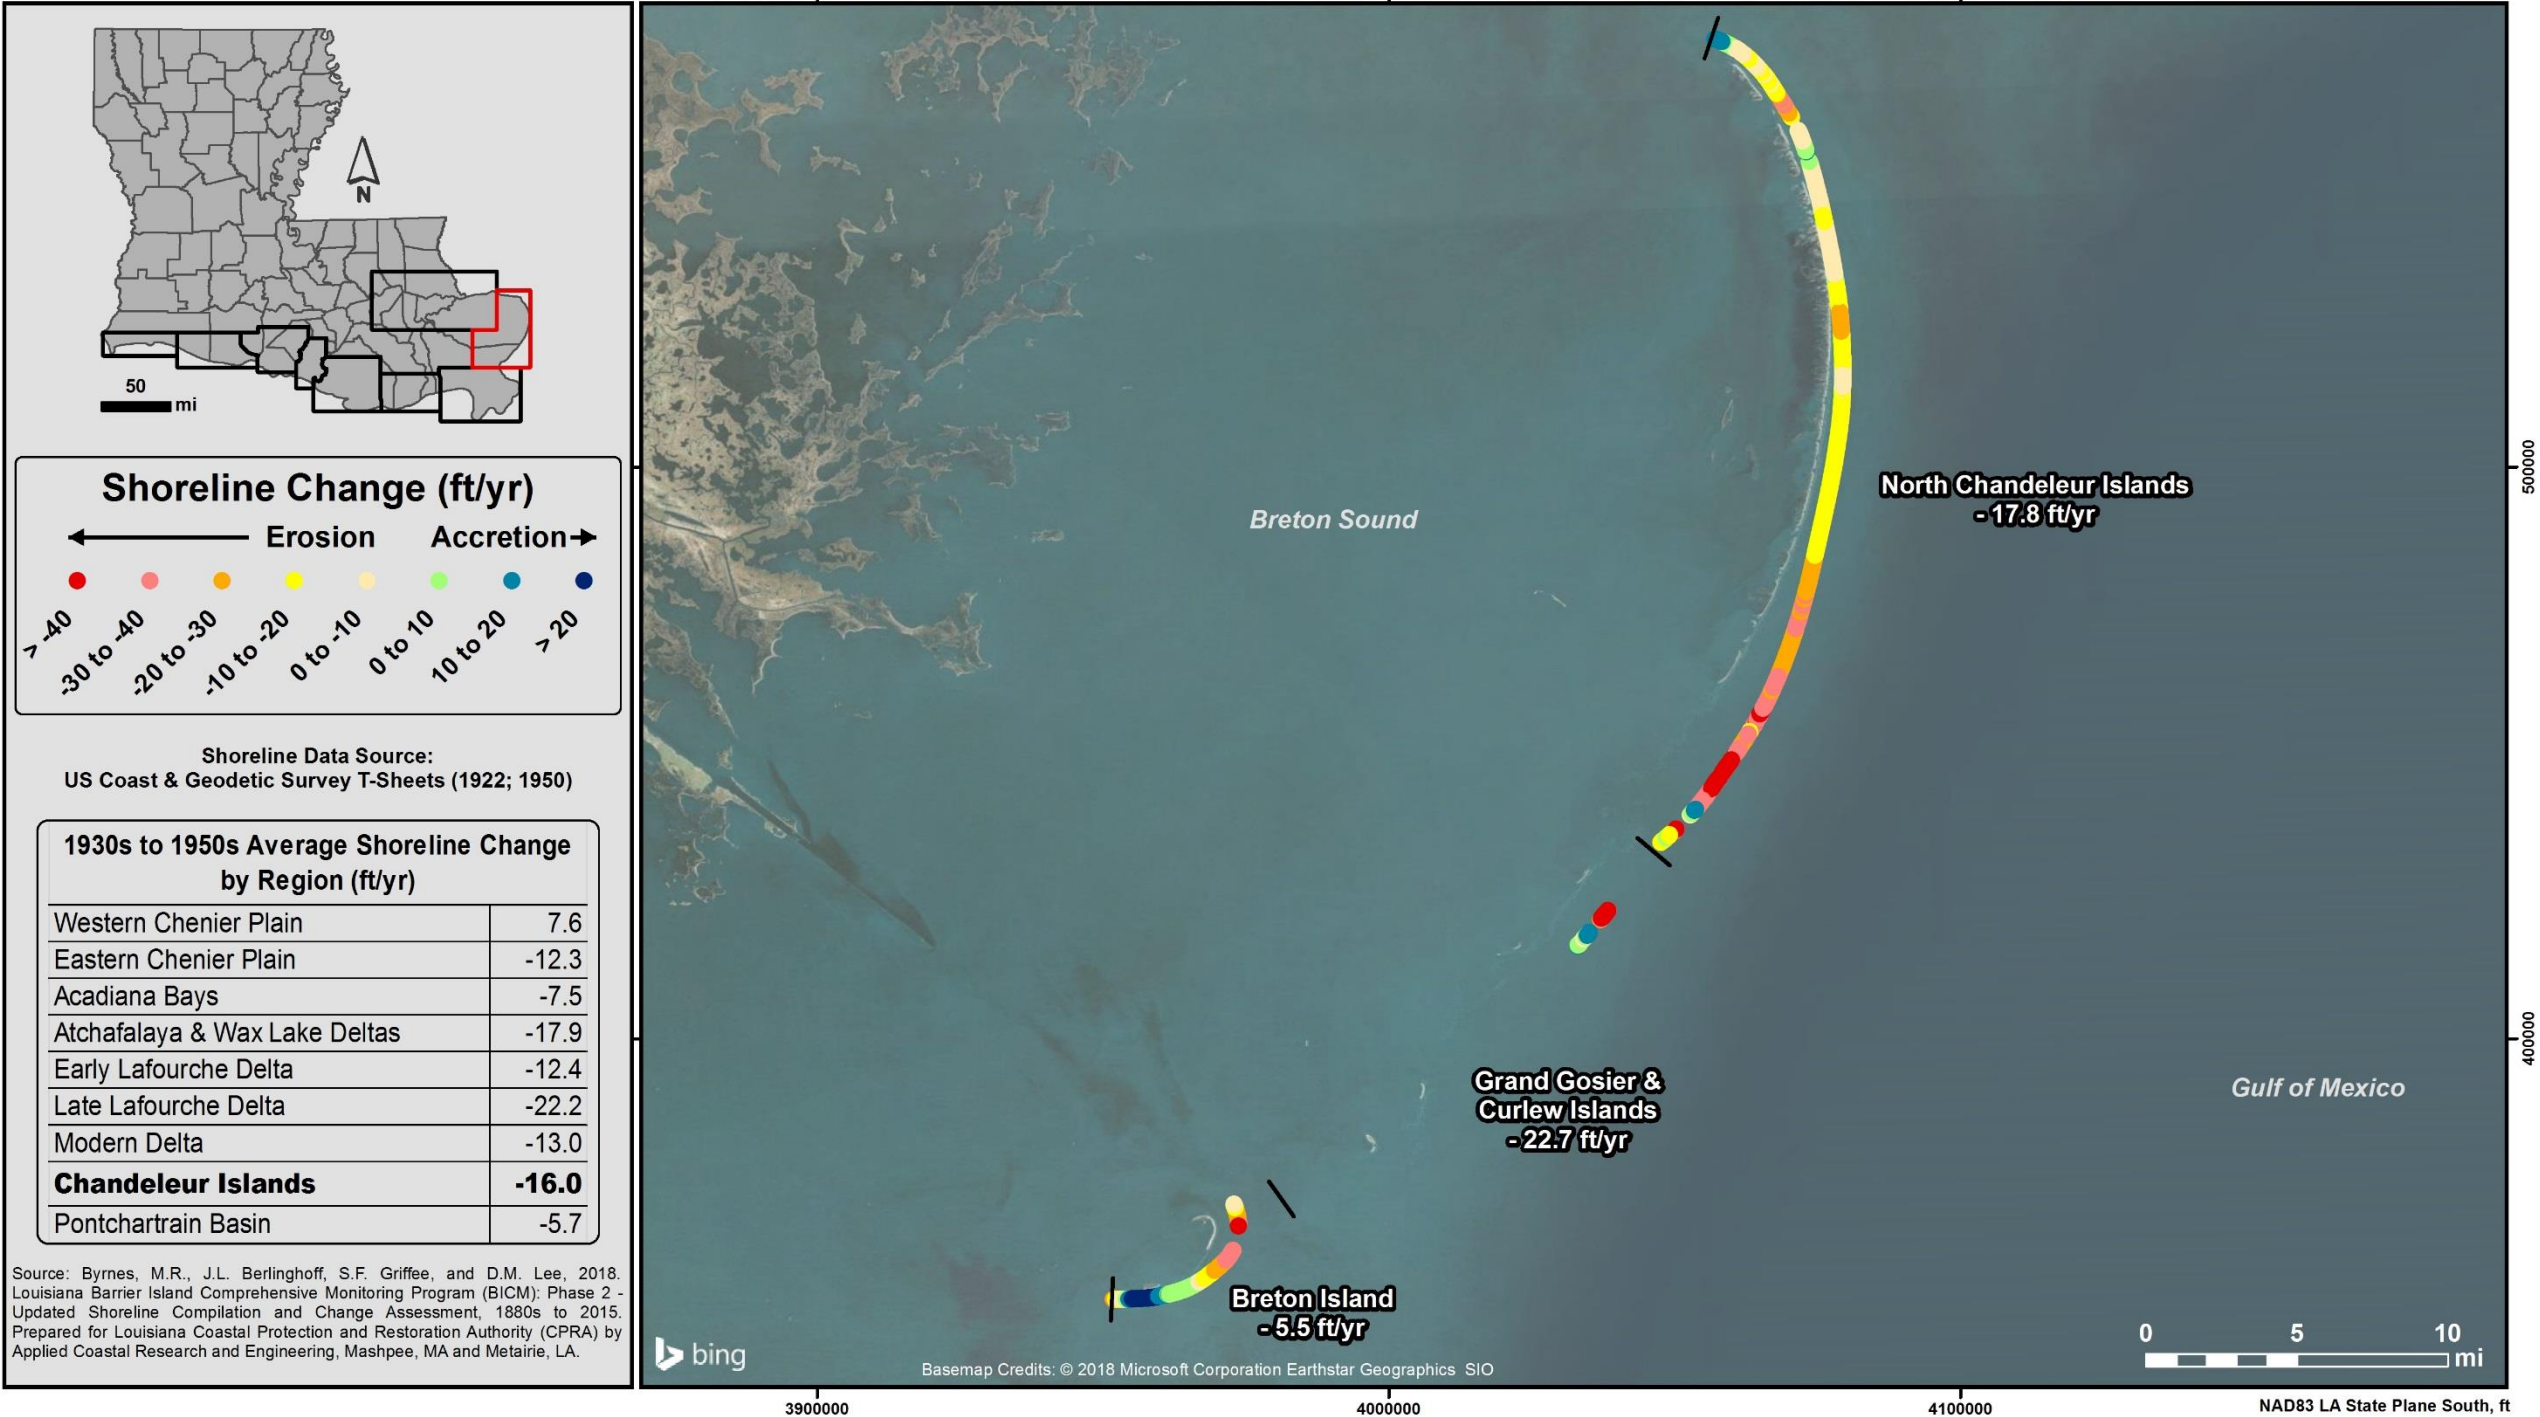 N
50
mi
Shoreline Change (ft/yr)
Erosion Accretion
> -40
-30 to -40
-20 to -30
-10 to -20
0 to -10
0 to 10
10 to 20
> 20
Shoreline Data Source:
US Coast & Geodetic Survey T-Sheets (1922; 1950)
1930s to 1950s Average Shoreline Change
by Region (ft/yr)
Western Chenier Plain 7.6
Eastern Chenier Plain -12.3
Acadiana Bays -7.5
Atchafalaya & Wax Lake Deltas -17.9
Early Lafourche Delta -12.4
Late Lafourche Delta -22.2
Modern Delta -13.0
Chandeleur Islands -16.0
Pontchartrain Basin -5.7
Source: Byrnes, M.R., J.L. Berlinghoff, S.F. Griffee, and D.M. Lee, 2018.
Louisiana Barrier Island Comprehensive Monitoring Program (BICM): Phase 2 -
Updated Shoreline Compilation and Change Assessment, 1880s to 2015.
Prepared for Louisiana Coastal Protection and Restoration Authority (CPRA) by
Applied Coastal Research and Engineering, Mashpee, MA and Metairie, LA.
Breton Sound
North Chandeleur Islands
- 17.8 ft/yr
Grand Gosier &
Curlew Islands
- 22.7 ft/yr
Gulf of Mexico
Breton Island
- 5.5 ft/yr
500000
400000
0 5 10
mi
bing
Basemap Credits: © 2018 Microsoft Corporation Earthstar Geographics SIO
3900000 4000000 4100000
NAD83 LA State Plane South, ft